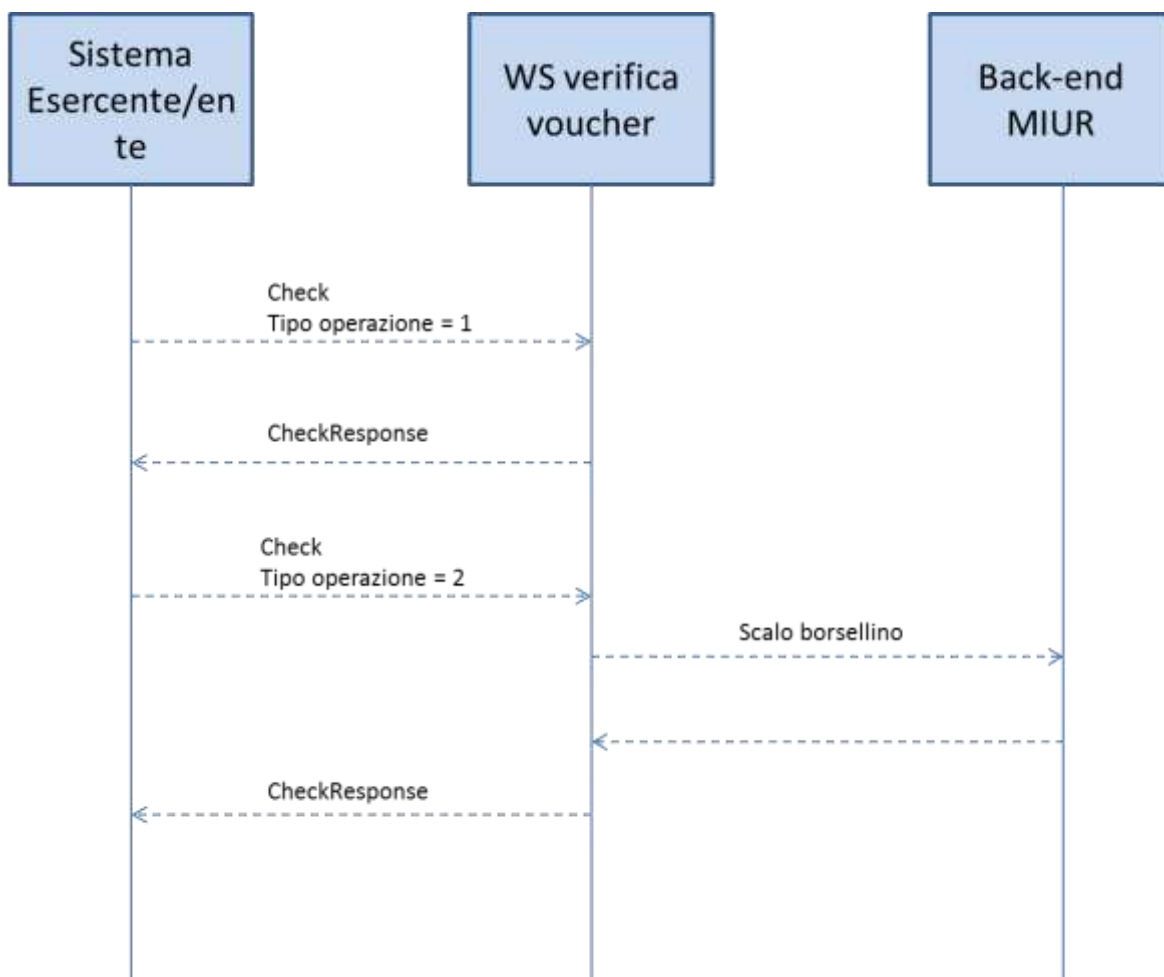 Sistema
Esercente/en
te
WS verifica
voucher
Back-end
MIUR
Check
Tipo operazione = 1
CheckResponse
Check
Tipo operazione = 2
Scalo borsellino
CheckResponse